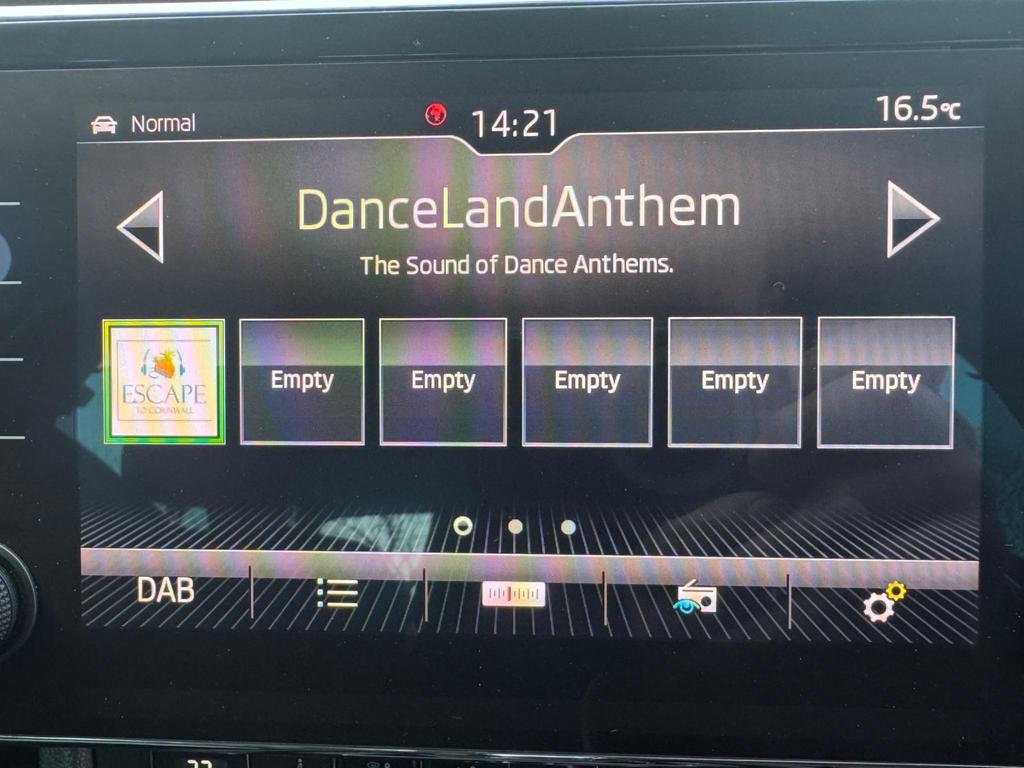 Normal
14:21
16.5°C
DanceLandAnthem
The Sound of Dance Anthems.
ESCAPE
TO CORNWALL
Empty
Empty
Empty
Empty
Empty
DAB